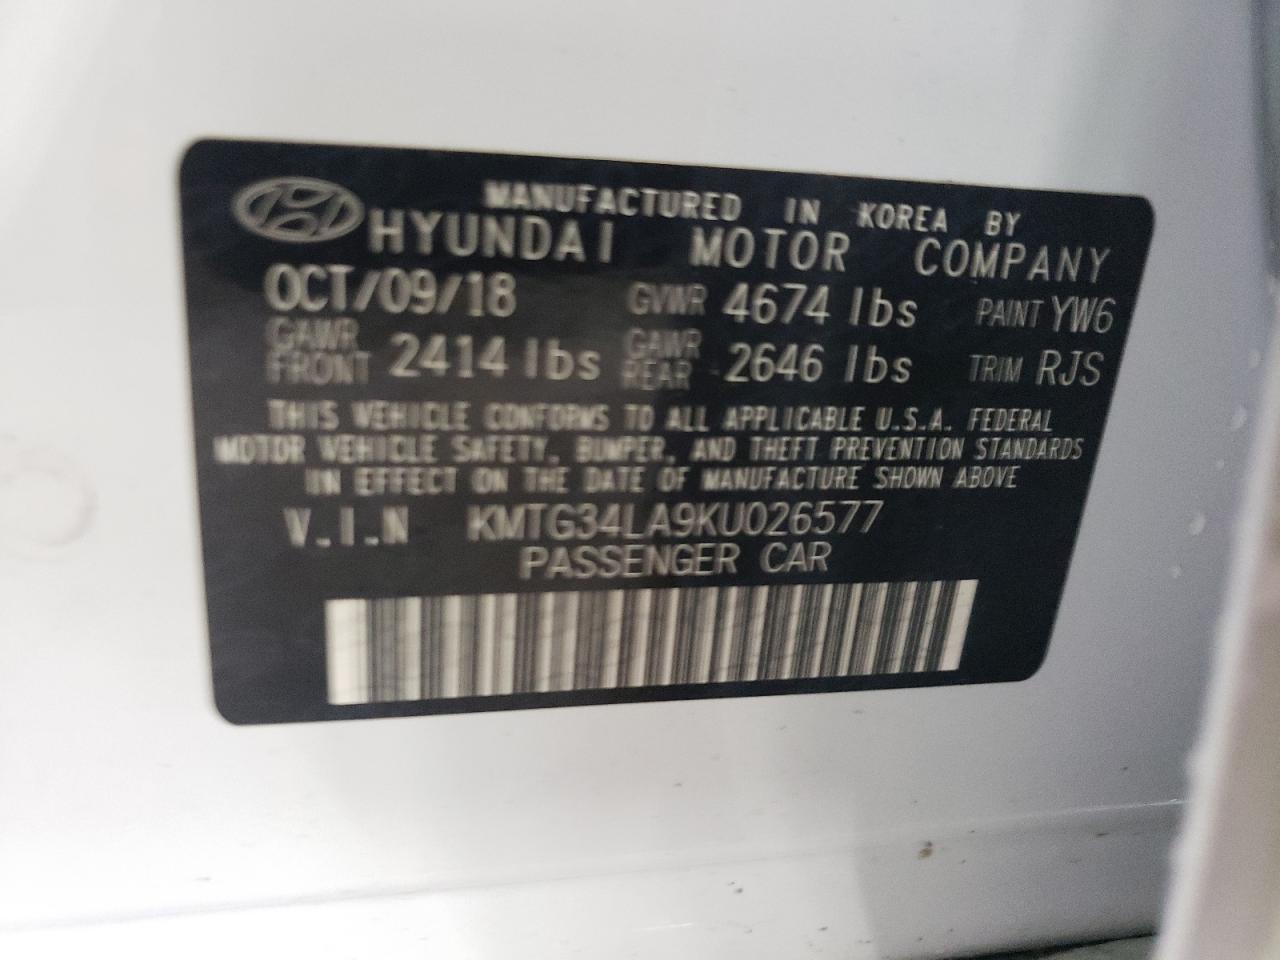 MANUFACTURED IN KOREA BY
HYUNDAI MOTOR COMPANY
OCT/09/18 GVWR 4674 lbs PAINT YW6
GAWR FRONT 2414 lbs GAWR REAR 2646 lbs TRIM RJS
THIS VEHICLE CONFORMS TO ALL APPLICABLE U.S.A. FEDERAL
MOTOR VEHICLE SAFETY, BUMPER, AND THEFT PREVENTION STANDARDS
IN EFFECT ON THE DATE OF MANUFACTURE SHOWN ABOVE
V.I.N KMTG34LA9KU026577
PASSENGER CAR